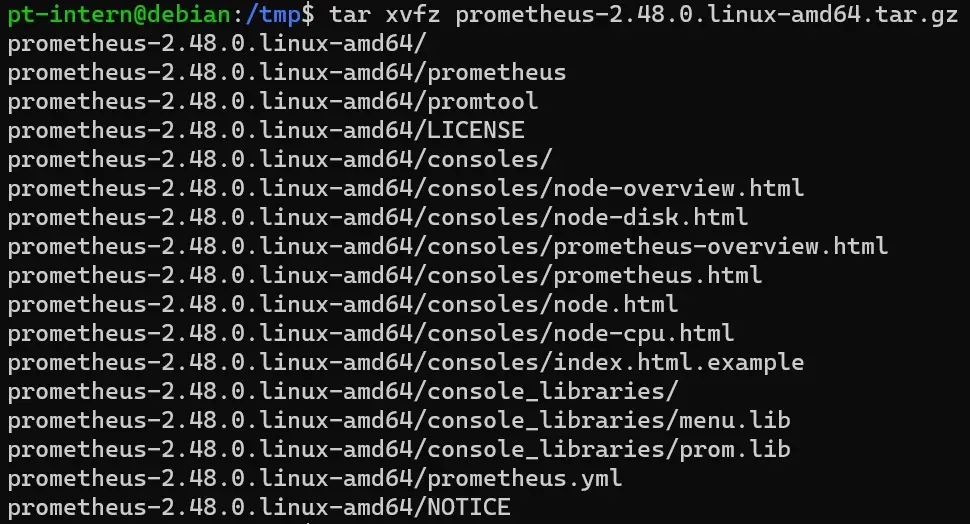 pt-intern@debian:/tmp$ tar xvfz prometheus-2.48.0.linux-amd64.tar.gz
prometheus-2.48.0.linux-amd64/
prometheus-2.48.0.linux-amd64/prometheus
prometheus-2.48.0.linux-amd64/promtool
prometheus-2.48.0.linux-amd64/LICENSE
prometheus-2.48.0.linux-amd64/consoles/
prometheus-2.48.0.linux-amd64/consoles/node-overview.html
prometheus-2.48.0.linux-amd64/consoles/node-disk.html
prometheus-2.48.0.linux-amd64/consoles/prometheus-overview.html
prometheus-2.48.0.linux-amd64/consoles/prometheus.html
prometheus-2.48.0.linux-amd64/consoles/node.html
prometheus-2.48.0.linux-amd64/consoles/node-cpu.html
prometheus-2.48.0.linux-amd64/consoles/index.html.example
prometheus-2.48.0.linux-amd64/console_libraries/
prometheus-2.48.0.linux-amd64/console_libraries/menu.lib
prometheus-2.48.0.linux-amd64/console_libraries/prom.lib
prometheus-2.48.0.linux-amd64/prometheus.yml
prometheus-2.48.0.linux-amd64/NOTICE